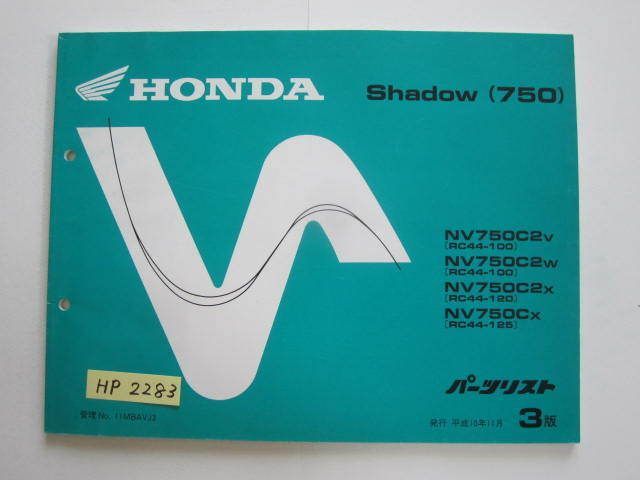 HONDA
Shadow (750)
NV750C2V
(RC44-100)
NV750C2W
(RC44-100)
NV750C2X
(RC44-120)
NV750CX
(RC44-125)
HP 2283
パーツリスト
管理No. 11MBAVJ3
発行 平成10年11月
3版